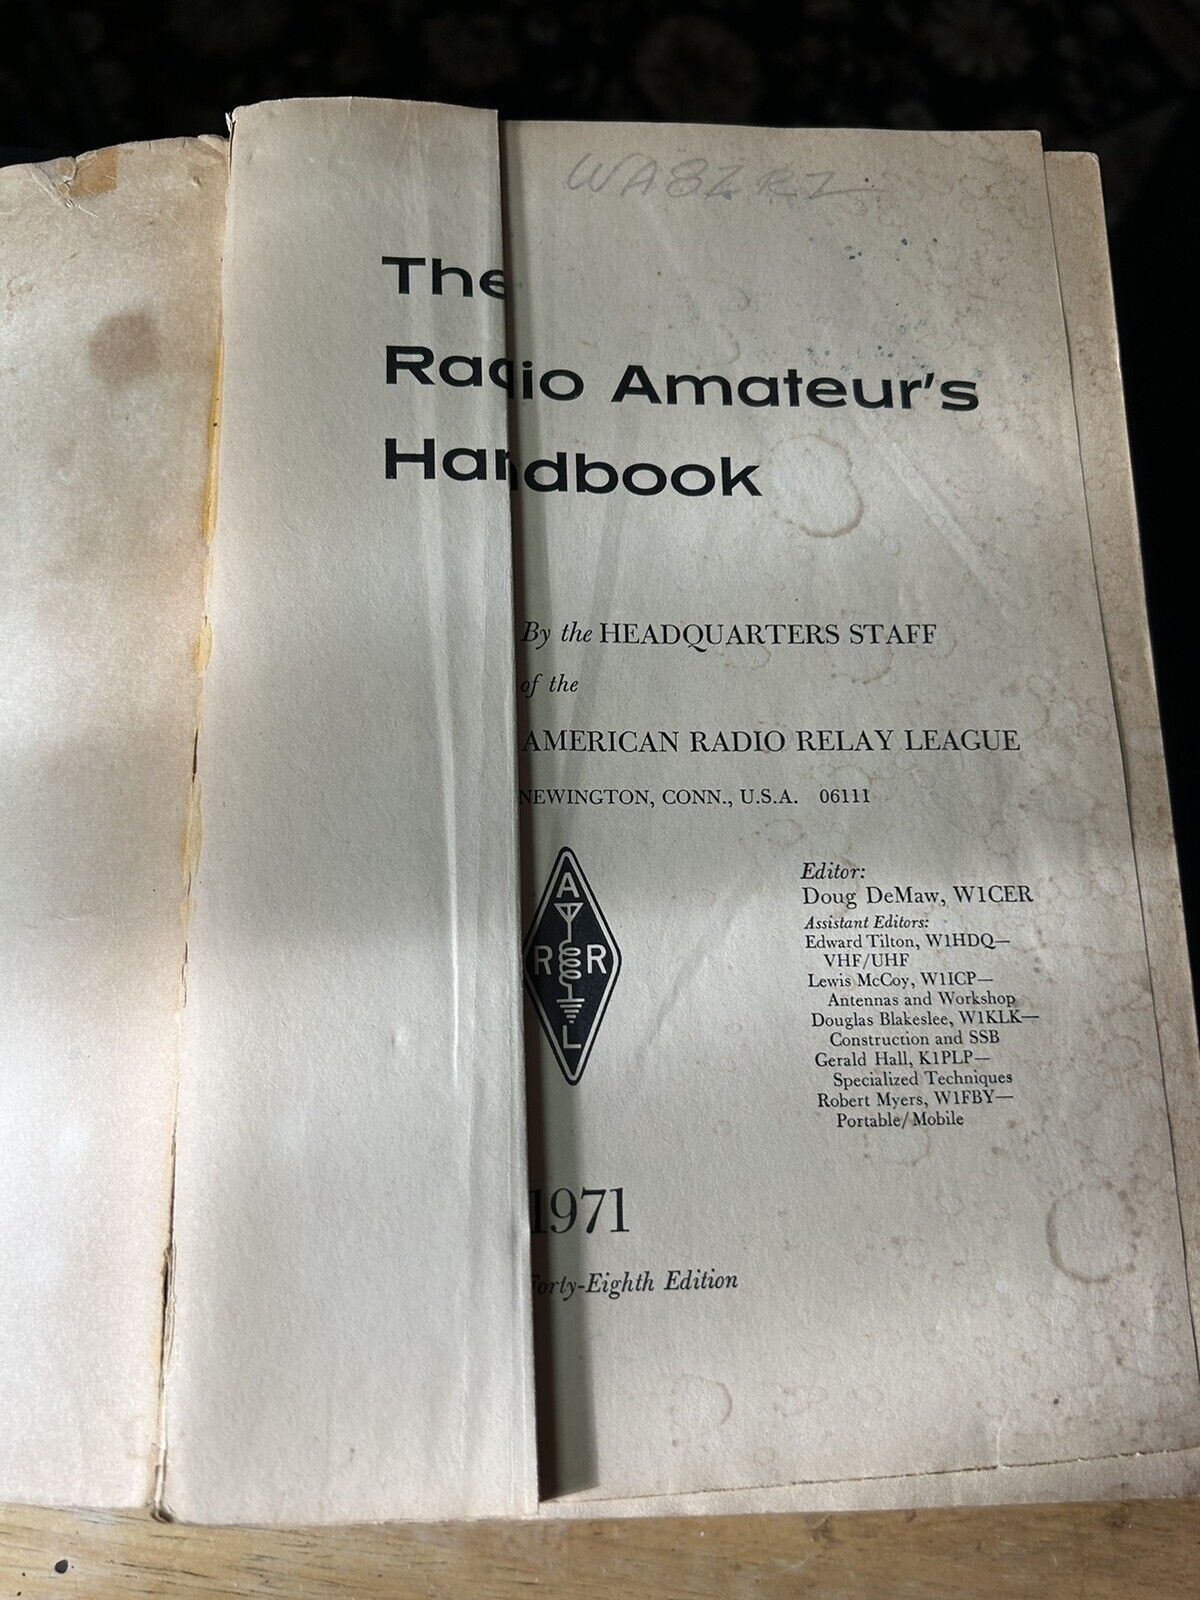 WA8ZRZ
The
Radio Amateur's
Handbook
By the HEADQUARTERS STAFF
of the
AMERICAN RADIO RELAY LEAGUE
NEWINGTON, CONN., U.S.A. 06111
A
R R
L
Editor:
Doug DeMaw, W1CER
Assistant Editors:
Edward Tilton, W1HDQ—
VHF/UHF
Lewis McCoy, W1ICP—
Antennas and Workshop
Douglas Blakeslee, W1KLK—
Construction and SSB
Gerald Hall, K1PLP—
Specialized Techniques
Robert Myers, W1FBY—
Portable/Mobile
1971
Forty-Eighth Edition